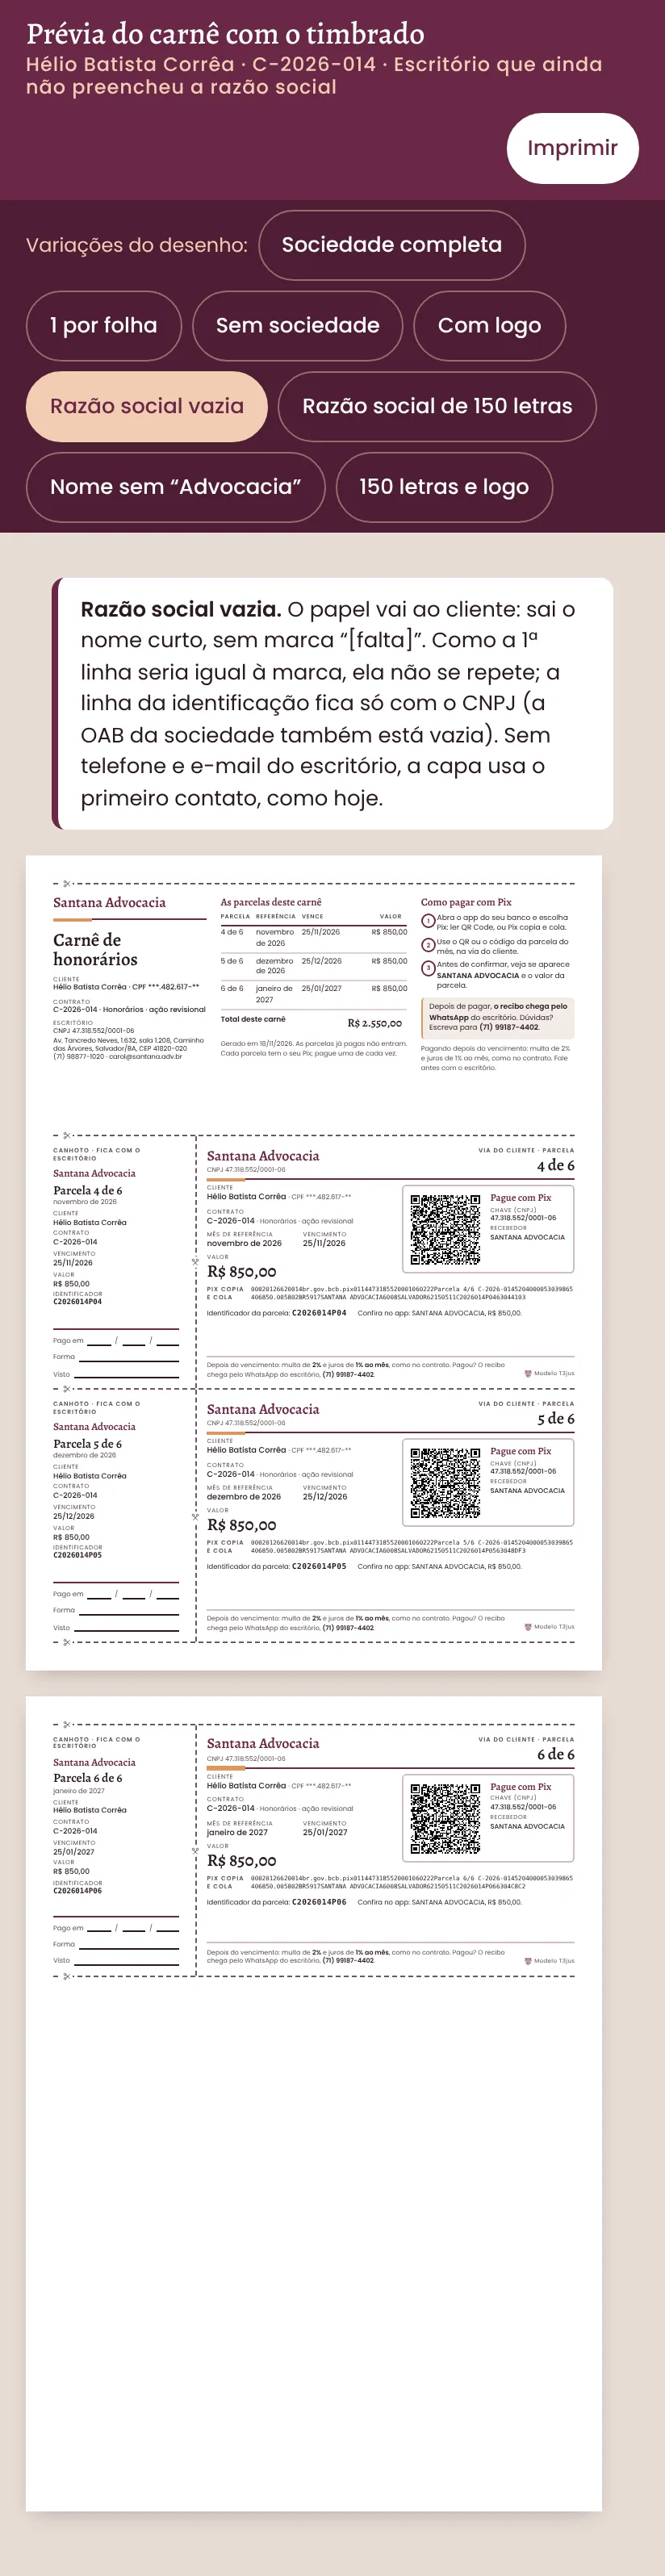 Prévia do carnê com o timbrado
Hélio Batista Corrêa · C-2026-014 · Escritório que ainda
não preencheu a razão social
Imprimir
Variações do desenho:
Sociedade completa
1 por folha
Sem sociedade
Com logo
Razão social vazia
Razão social de 150 letras
Nome sem “Advocacia”
150 letras e logo
Razão social vazia. O papel vai ao cliente: sai o
nome curto, sem marca “[falta]”. Como a 1ª
linha seria igual à marca, ela não se repete; a
linha da identificação fica só com o CNPJ (a
OAB da sociedade também está vazia). Sem
telefone e e-mail do escritório, a capa usa o
primeiro contato, como hoje.
Santana Advocacia
Carnê de
honorários
CLIENTE
Hélio Batista Corrêa · CPF ***.482.617-**
CONTRATO
C-2026-014 · Honorários · ação revisional
ESCRITÓRIO
CNPJ 47.318.552/0001-06
Av. Tancredo Neves, 1.632, sala 1.208, Caminho
das Árvores, Salvador/BA, CEP 41820-020
(71) 98877-1020 · carol@santana.adv.br
As parcelas deste carnê
PARCELA REFERÊNCIA VENCE VALOR
4 de 6 novembro de 2026 25/11/2026 R$ 850,00
5 de 6 dezembro de 2026 25/12/2026 R$ 850,00
6 de 6 janeiro de 2027 25/01/2027 R$ 850,00
Total deste carnê R$ 2.550,00
Gerado em 18/11/2026. As parcelas já pagas não entram.
Cada parcela tem o seu Pix; pague uma de cada vez.
Como pagar com Pix
1 Abra o app do seu banco e escolha
Pix: ler QR Code, ou Pix copia e cola.
2 Use o QR ou o código da parcela do
mês, na via do cliente.
3 Antes de confirmar, veja se aparece
SANTANA ADVOCACIA e o valor da
parcela.
Depois de pagar, o recibo chega pelo
WhatsApp do escritório. Dúvidas?
Escreva para (71) 99187-4402.
Pagando depois do vencimento: multa de 2%
e juros de 1% ao mês, como no contrato. Fale
antes com o escritório.
CANHOTO · FICA COM O
ESCRITÓRIO
Santana Advocacia
Parcela 4 de 6
novembro de 2026
CLIENTE
Hélio Batista Corrêa
CONTRATO
C-2026-014
VENCIMENTO
25/11/2026
VALOR
R$ 850,00
IDENTIFICADOR
C2026014P04
Pago em / /
Forma
Visto
Santana Advocacia
CNPJ 47.318.552/0001-06
VIA DO CLIENTE · PARCELA
4 de 6
CLIENTE
Hélio Batista Corrêa · CPF ***.482.617-**
CONTRATO
C-2026-014 · Honorários · ação revisional
MÊS DE REFERÊNCIA VENCIMENTO
novembro de 2026 25/11/2026
VALOR
R$ 850,00
Pague com Pix
CHAVE (CNPJ)
47.318.552/0001-06
RECEBEDOR
SANTANA ADVOCACIA
PIX COPIA
E COLA
Identificador da parcela: C2026014P04 Confira no app: SANTANA ADVOCACIA, R$ 850,00.
Depois do vencimento: multa de 2% e juros de 1% ao mês, como no contrato. Pagou? O recibo
chega pelo WhatsApp do escritório, (71) 99187-4402.
Modelo T3jus
CANHOTO · FICA COM O
ESCRITÓRIO
Santana Advocacia
Parcela 5 de 6
dezembro de 2026
CLIENTE
Hélio Batista Corrêa
CONTRATO
C-2026-014
VENCIMENTO
25/12/2026
VALOR
R$ 850,00
IDENTIFICADOR
C2026014P05
Pago em / /
Forma
Visto
Santana Advocacia
CNPJ 47.318.552/0001-06
VIA DO CLIENTE · PARCELA
5 de 6
CLIENTE
Hélio Batista Corrêa · CPF ***.482.617-**
CONTRATO
C-2026-014 · Honorários · ação revisional
MÊS DE REFERÊNCIA VENCIMENTO
dezembro de 2026 25/12/2026
VALOR
R$ 850,00
Pague com Pix
CHAVE (CNPJ)
47.318.552/0001-06
RECEBEDOR
SANTANA ADVOCACIA
PIX COPIA
E COLA
Identificador da parcela: C2026014P05 Confira no app: SANTANA ADVOCACIA, R$ 850,00.
Depois do vencimento: multa de 2% e juros de 1% ao mês, como no contrato. Pagou? O recibo
chega pelo WhatsApp do escritório, (71) 99187-4402.
Modelo T3jus
CANHOTO · FICA COM O
ESCRITÓRIO
Santana Advocacia
Parcela 6 de 6
janeiro de 2027
CLIENTE
Hélio Batista Corrêa
CONTRATO
C-2026-014
VENCIMENTO
25/01/2027
VALOR
R$ 850,00
IDENTIFICADOR
C2026014P06
Pago em / /
Forma
Visto
Santana Advocacia
CNPJ 47.318.552/0001-06
VIA DO CLIENTE · PARCELA
6 de 6
CLIENTE
Hélio Batista Corrêa · CPF ***.482.617-**
CONTRATO
C-2026-014 · Honorários · ação revisional
MÊS DE REFERÊNCIA VENCIMENTO
janeiro de 2027 25/01/2027
VALOR
R$ 850,00
Pague com Pix
CHAVE (CNPJ)
47.318.552/0001-06
RECEBEDOR
SANTANA ADVOCACIA
PIX COPIA
E COLA
Identificador da parcela: C2026014P06 Confira no app: SANTANA ADVOCACIA, R$ 850,00.
Depois do vencimento: multa de 2% e juros de 1% ao mês, como no contrato. Pagou? O recibo
chega pelo WhatsApp do escritório, (71) 99187-4402.
Modelo T3jus